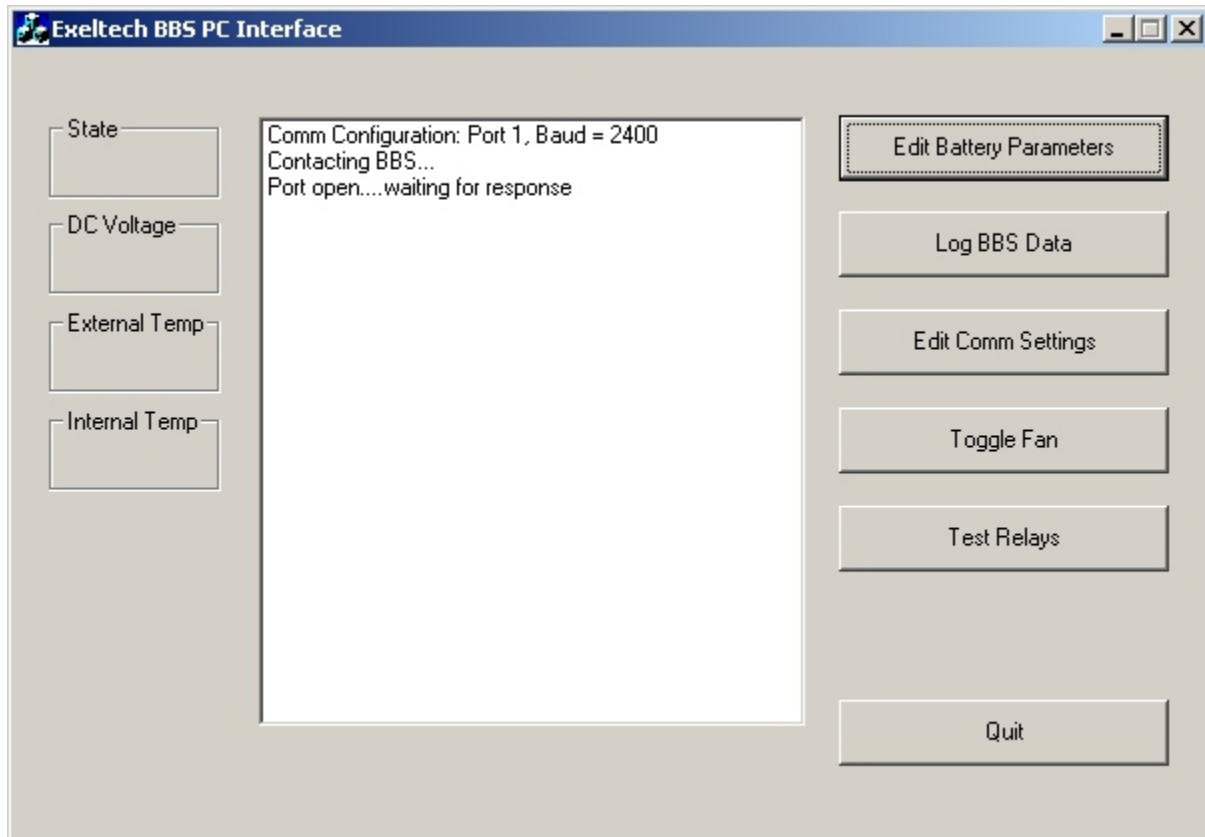 Exeltech BBS PC Interface
State
DC Voltage
External Temp
Internal Temp
Comm Configuration: Port 1, Baud = 2400
Contacting BBS...
Port open....waiting for response
Edit Battery Parameters
Log BBS Data
Edit Comm Settings
Toggle Fan
Test Relays
Quit